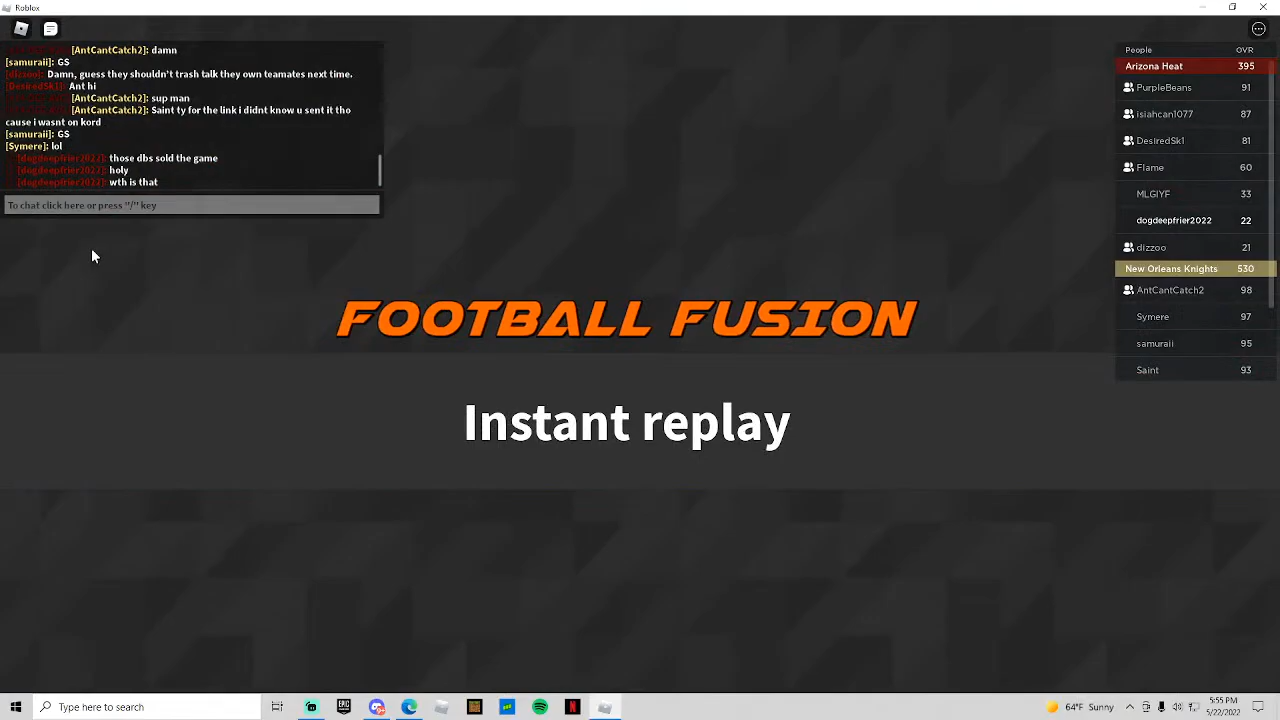 Roblox
[AntCantCatch2]: damn
[samuraii]: GS
[dizzoo]: Damn, guess they shouldn't trash talk they own teamates next time.
[DesiredSk1]: Ant hi
[AntCantCatch2]: sup man
[AntCantCatch2]: Saint ty for the link i didnt know u sent it tho
cause i wasnt on kord
[samuraii]: GS
[Symere]: lol
[dogdeepfrier2022]: those dbs sold the game
[dogdeepfrier2022]: holy
[dogdeepfrier2022]: wth is that
To chat click here or press "/" key
People OVR
Arizona Heat 395
PurpleBeans 91
isiahcan1077 87
DesiredSk1 81
Flame 60
MLGIYF 33
dogdeepfrier2022 22
dizzoo 21
New Orleans Knights 530
AntCantCatch2 98
Symere 97
samuraii 95
Saint 93
FOOTBALL FUSION
Instant replay
Type here to search
EPIC
N
64°F Sunny
5:55 PM